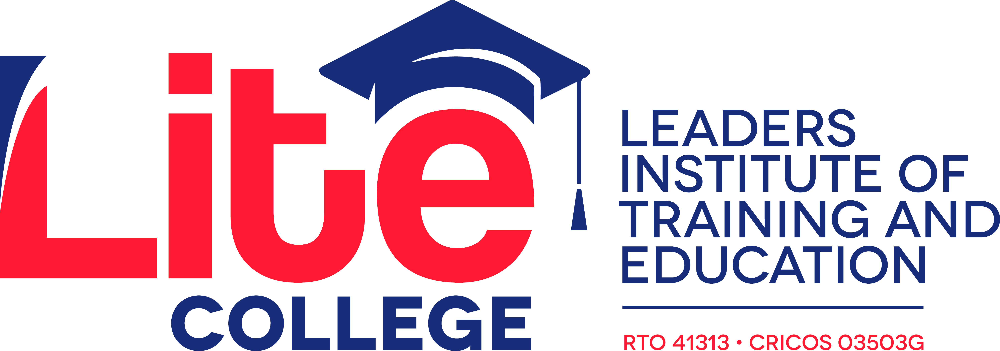 Lite
COLLEGE
LEADERS
INSTITUTE OF
TRAINING AND
EDUCATION
RTO 41313 • CRICOS 03503G